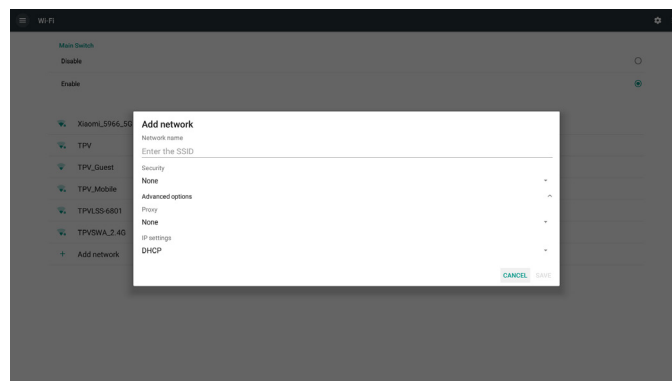 Wi-Fi
Main Switch
Disable
Enable
Xiaomi_5966_5G
TPV
TPV_Guest
TPV_Mobile
TPVLSS-6801
TPVSWA_2.4G
+ Add network
Add network
Network name
Enter the SSID
Security
None
Advanced options
Proxy
None
IP settings
DHCP
CANCEL SAVE